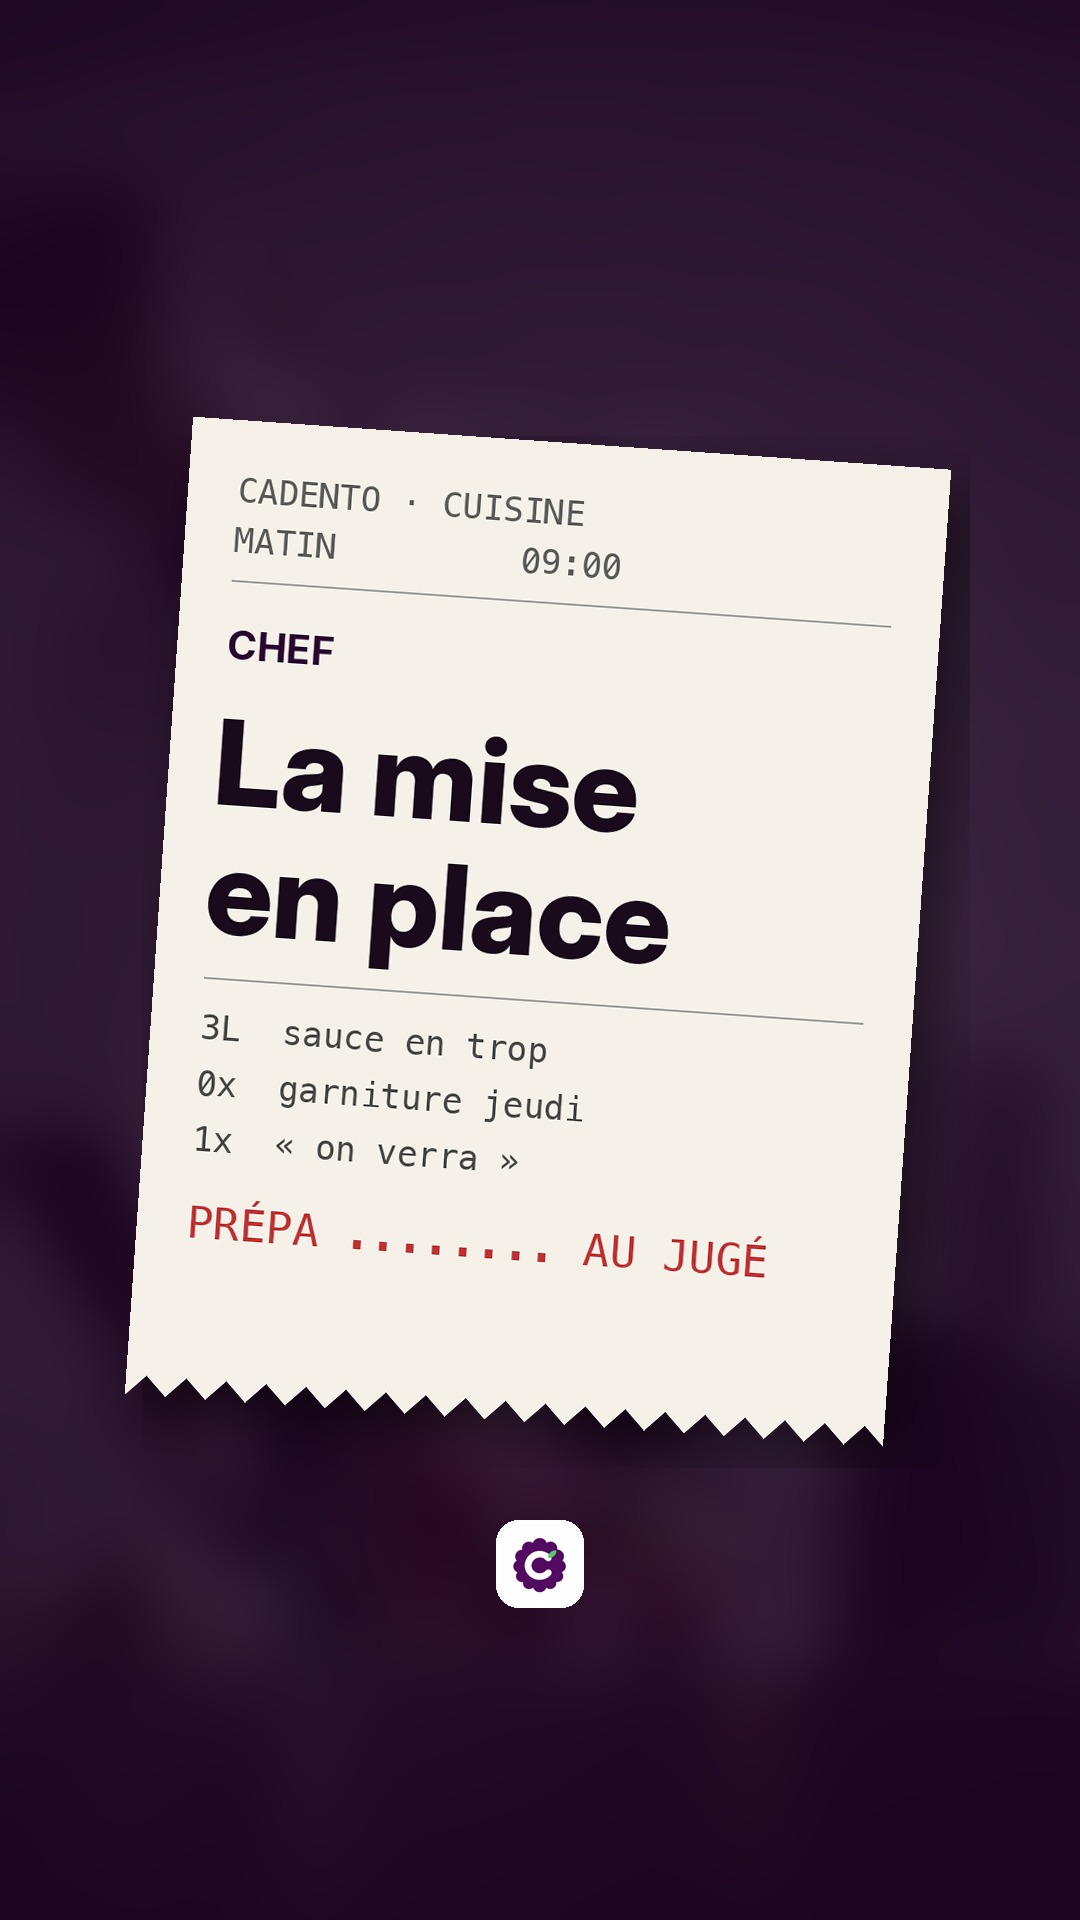 CADENTO · CUISINE
MATIN 09:00
CHEF
La mise
en place
3L sauce en trop
0x garniture jeudi
1x « on verra »
PRÉPA ........ AU JUGÉ